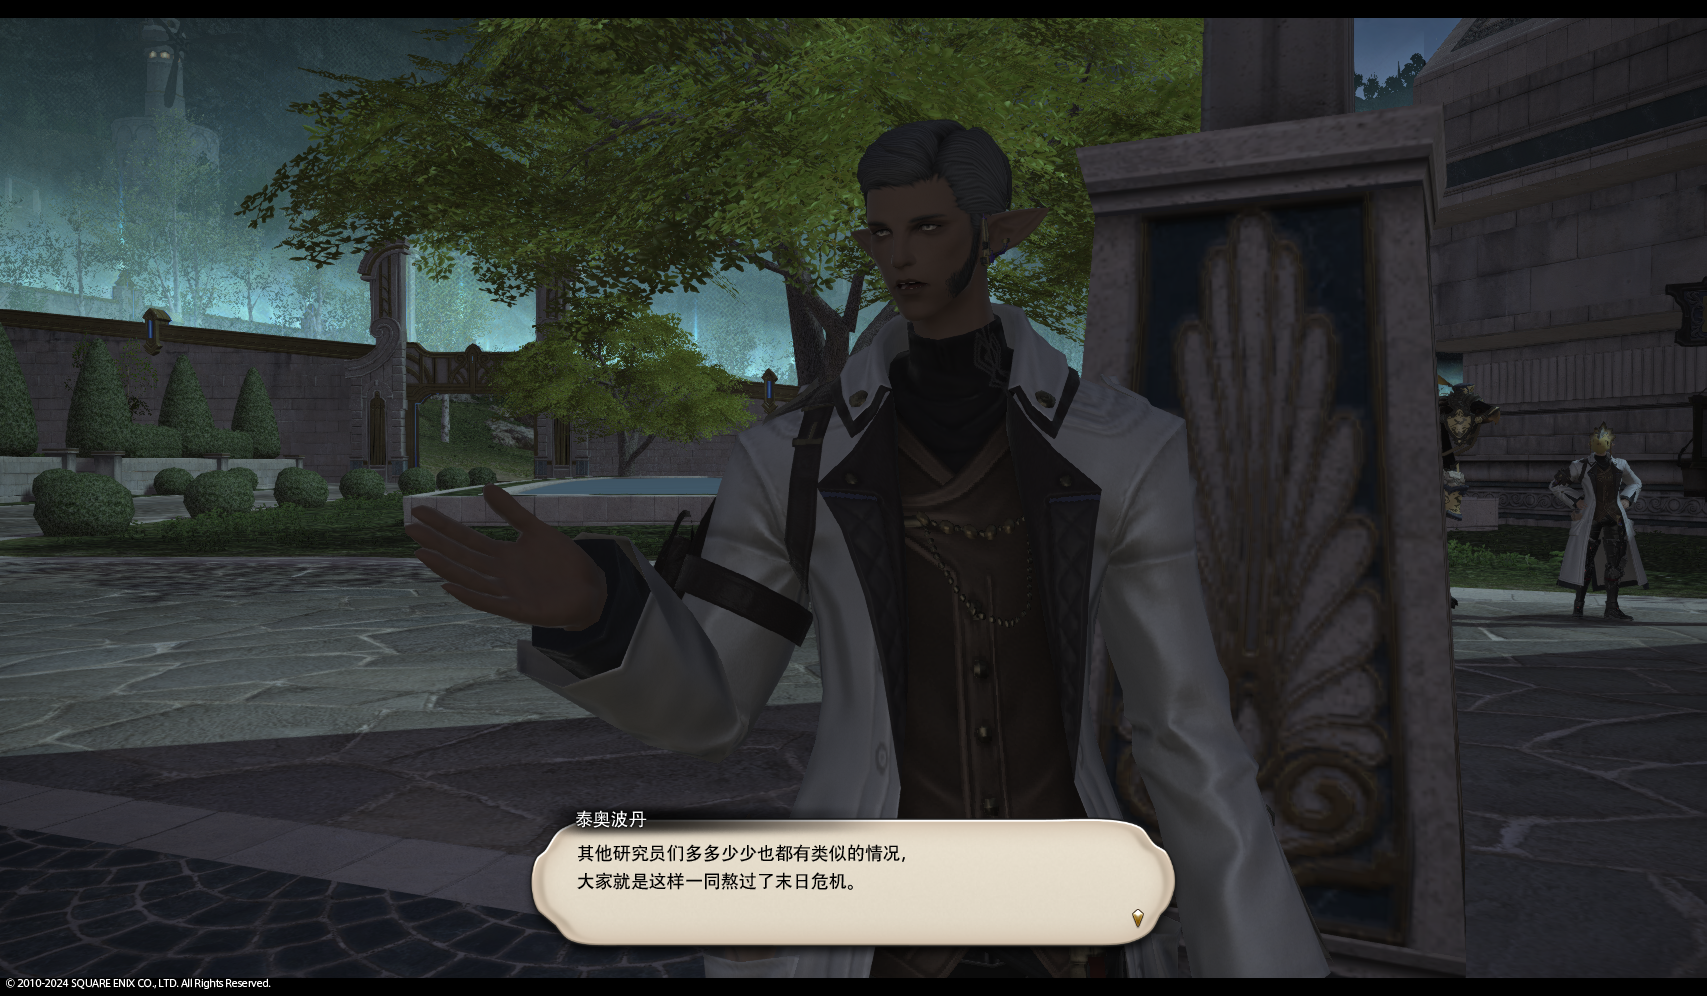 泰奥波丹
其他研究员们多多少少也都有类似的情况，
大家就是这样一同熬过了末日危机。
© 2010-2024 SQUARE ENIX CO., LTD. All Rights Reserved.